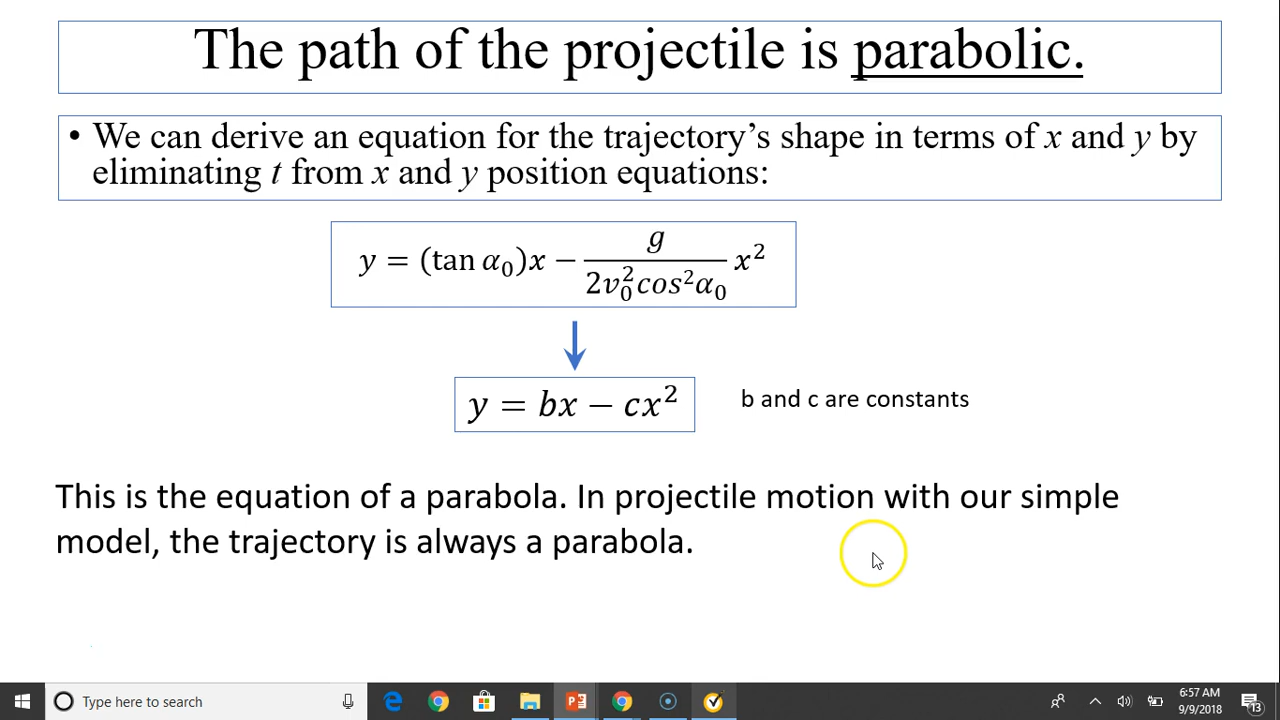 The path of the projectile is parabolic.
• We can derive an equation for the trajectory’s shape in terms of x and y by
eliminating t from x and y position equations:
y = (tan α₀)x − g / (2v₀²cos²α₀) x²
y = bx − cx²
b and c are constants
This is the equation of a parabola. In projectile motion with our simple
model, the trajectory is always a parabola.
Type here to search
6:57 AM
9/9/2018
13